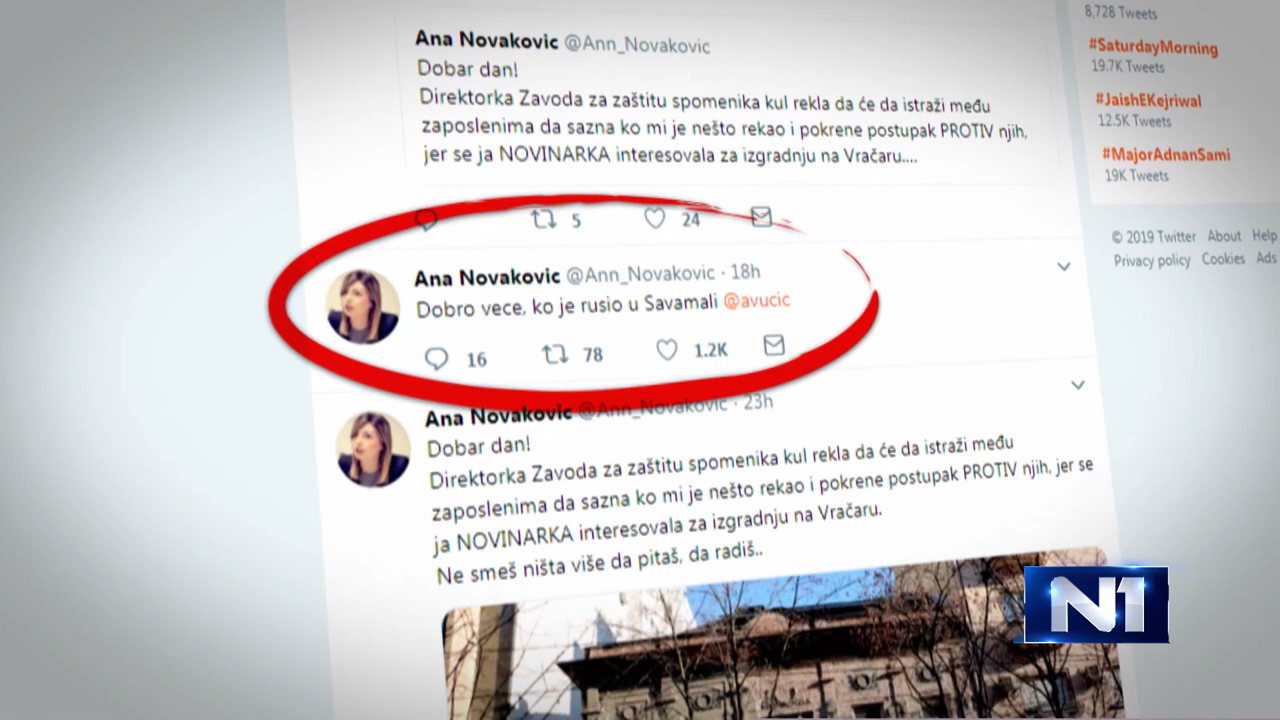 Ana Novakovic @Ann_Novakovic
Dobar dan!
Direktorka Zavoda za zaštitu spomenika kul rekla da će da istraži među
zaposlenima da sazna ko mi je nešto rekao i pokrene postupak PROTIV njih,
jer se ja NOVINARKA interesovala za izgradnju na Vračaru....
5 24
Ana Novakovic @Ann_Novakovic · 18h
Dobro vece, ko je rusio u Savamali @avucic
16 78 1.2K
Ana Novakovic @Ann_Novakovic · 23h
Dobar dan!
Direktorka Zavoda za zaštitu spomenika kul rekla da će da istraži među
zaposlenima da sazna ko mi je nešto rekao i pokrene postupak PROTIV njih, jer se
ja NOVINARKA interesovala za izgradnju na Vračaru.
Ne smeš ništa više da pitaš, da radiš..
8,728 Tweets
#SaturdayMorning
19.7K Tweets
#JaishEKejriwal
12.5K Tweets
#MajorAdnanSami
19K Tweets
© 2019 Twitter About Help
Privacy policy Cookies Ads
N1